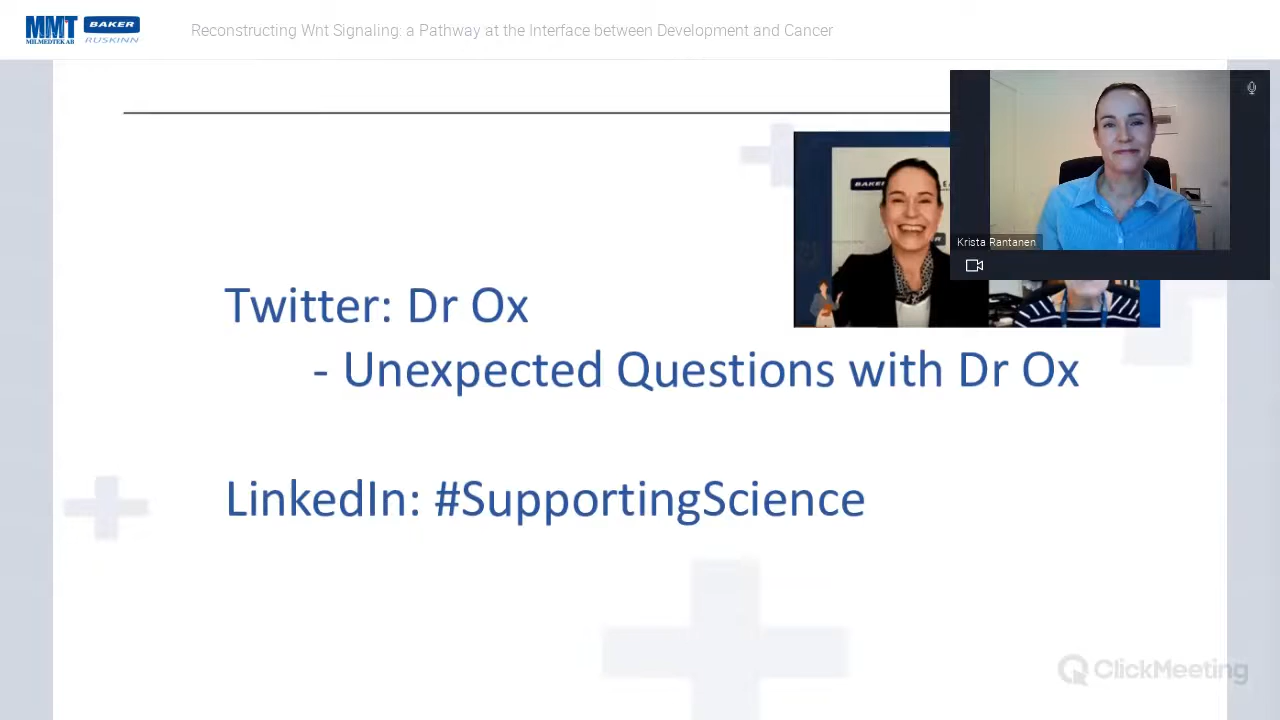 MMT
MILMEDTEK AB
BAKER
RUSKINN
Reconstructing Wnt Signaling: a Pathway at the Interface between Development and Cancer
BAKER
Krista Rantanen
Twitter: Dr Ox
- Unexpected Questions with Dr Ox
LinkedIn: #SupportingScience
ClickMeeting